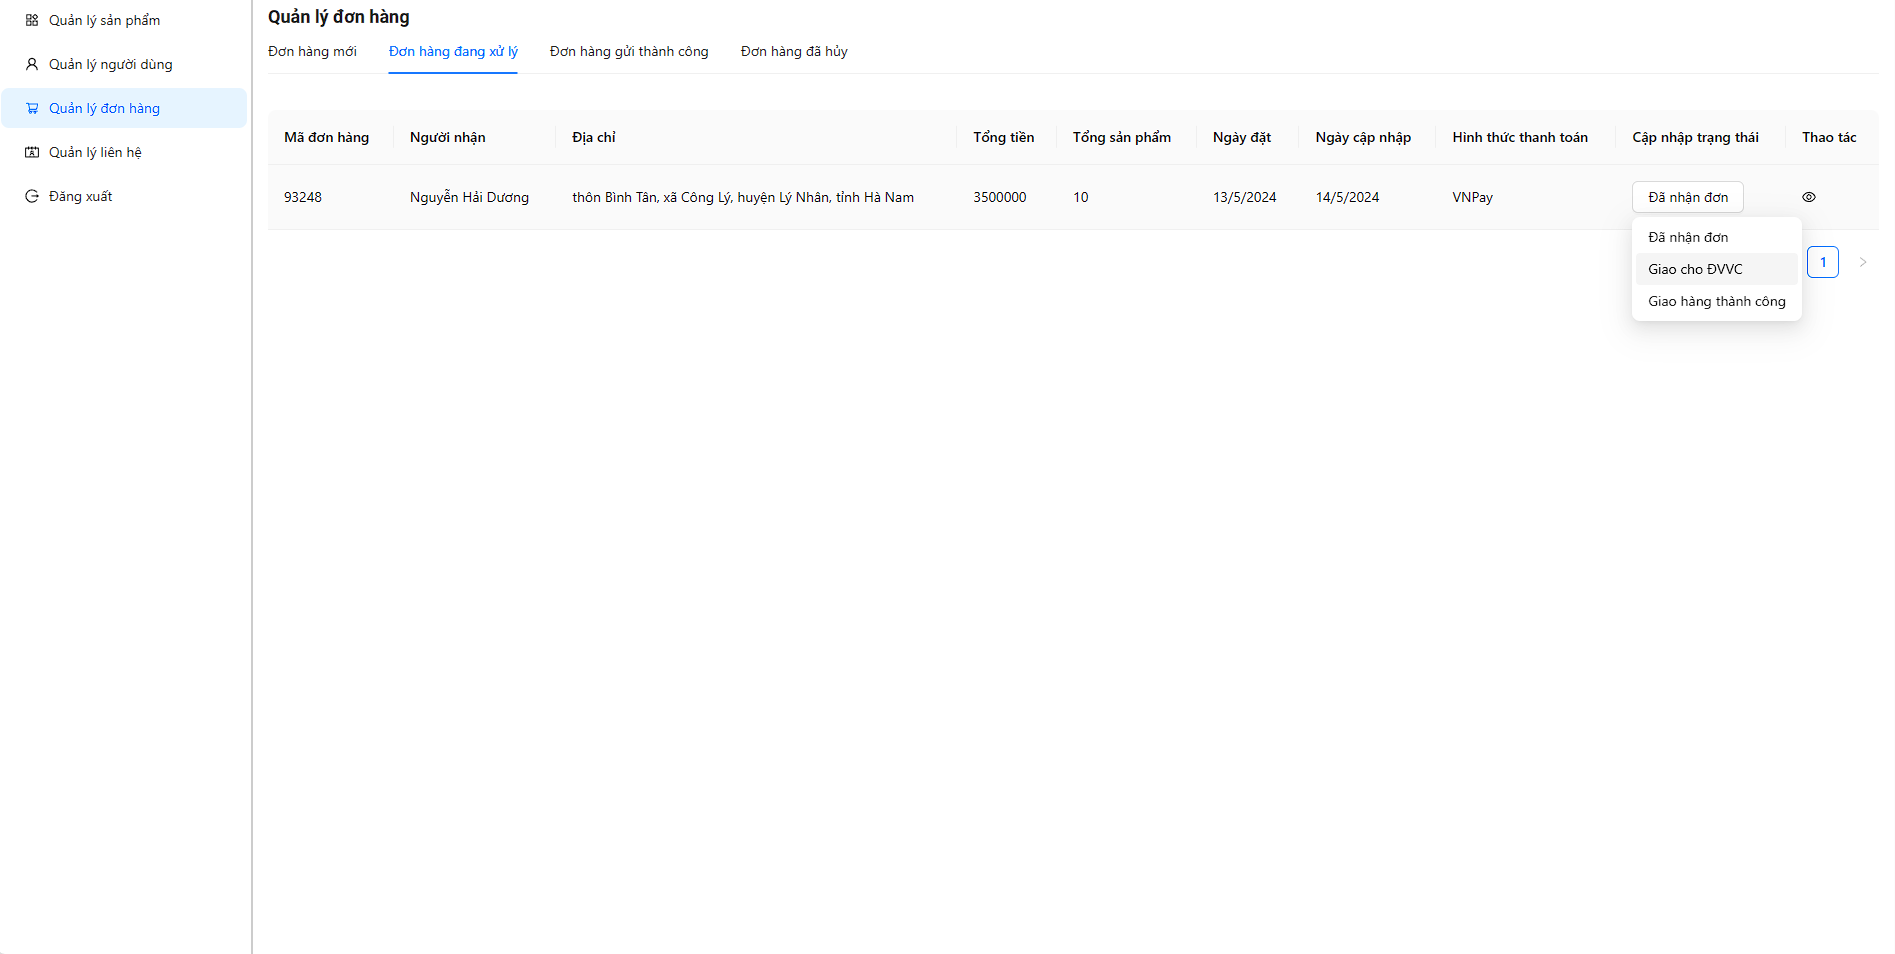 Quản lý sản phẩm
Quản lý người dùng
Quản lý đơn hàng
Quản lý liên hệ
Đăng xuất
Quản lý đơn hàng
Đơn hàng mới Đơn hàng đang xử lý Đơn hàng gửi thành công Đơn hàng đã hủy
Mã đơn hàng Người nhận Địa chỉ Tổng tiền Tổng sản phẩm Ngày đặt Ngày cập nhập Hình thức thanh toán Cập nhập trạng thái Thao tác
93248 Nguyễn Hải Dương thôn Bình Tân, xã Công Lý, huyện Lý Nhân, tỉnh Hà Nam 3500000 10 13/5/2024 14/5/2024 VNPay Đã nhận đơn
Đã nhận đơn
Giao cho ĐVVC
Giao hàng thành công
1